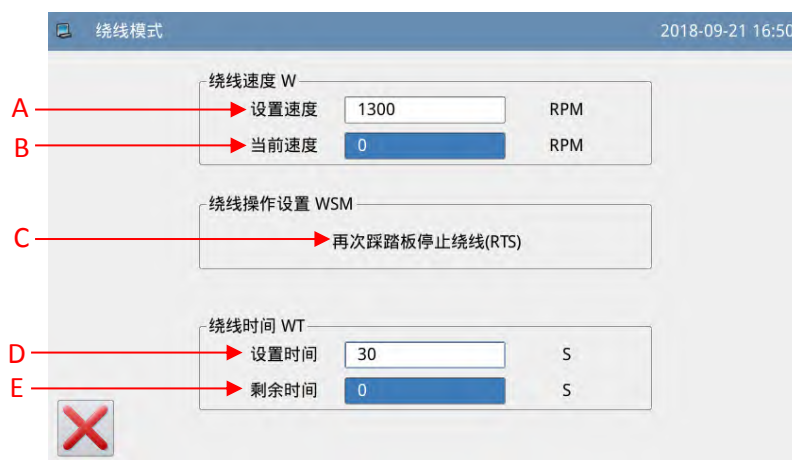 绕线模式 2018-09-21 16:50
绕线速度 W
A 设置速度 1300 RPM
B 当前速度 0 RPM
绕线操作设置 WSM
C 再次踩踏板停止绕线(RTS)
绕线时间 WT
D 设置时间 30 S
E 剩余时间 0 S